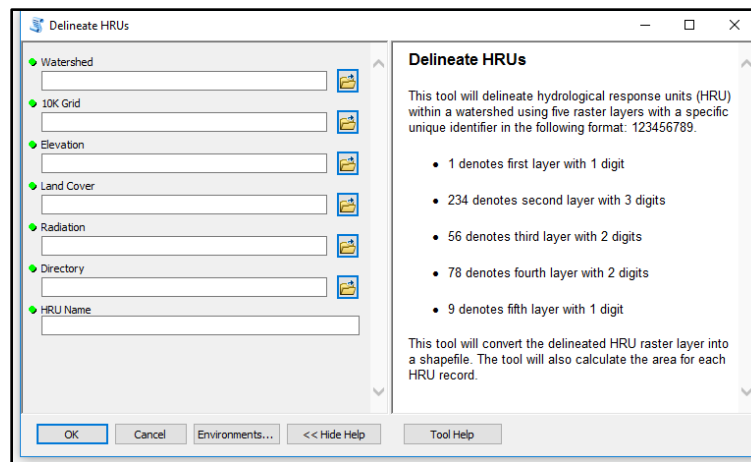 Delineate HRUs
Watershed
10K Grid
Elevation
Land Cover
Radiation
Directory
HRU Name
Delineate HRUs
This tool will delineate hydrological response units (HRU)
within a watershed using five raster layers with a specific
unique identifier in the following format: 123456789.
• 1 denotes first layer with 1 digit
• 234 denotes second layer with 3 digits
• 56 denotes third layer with 2 digits
• 78 denotes fourth layer with 2 digits
• 9 denotes fifth layer with 1 digit
This tool will convert the delineated HRU raster layer into
a shapefile. The tool will also calculate the area for each
HRU record.
OK Cancel Environments... << Hide Help Tool Help